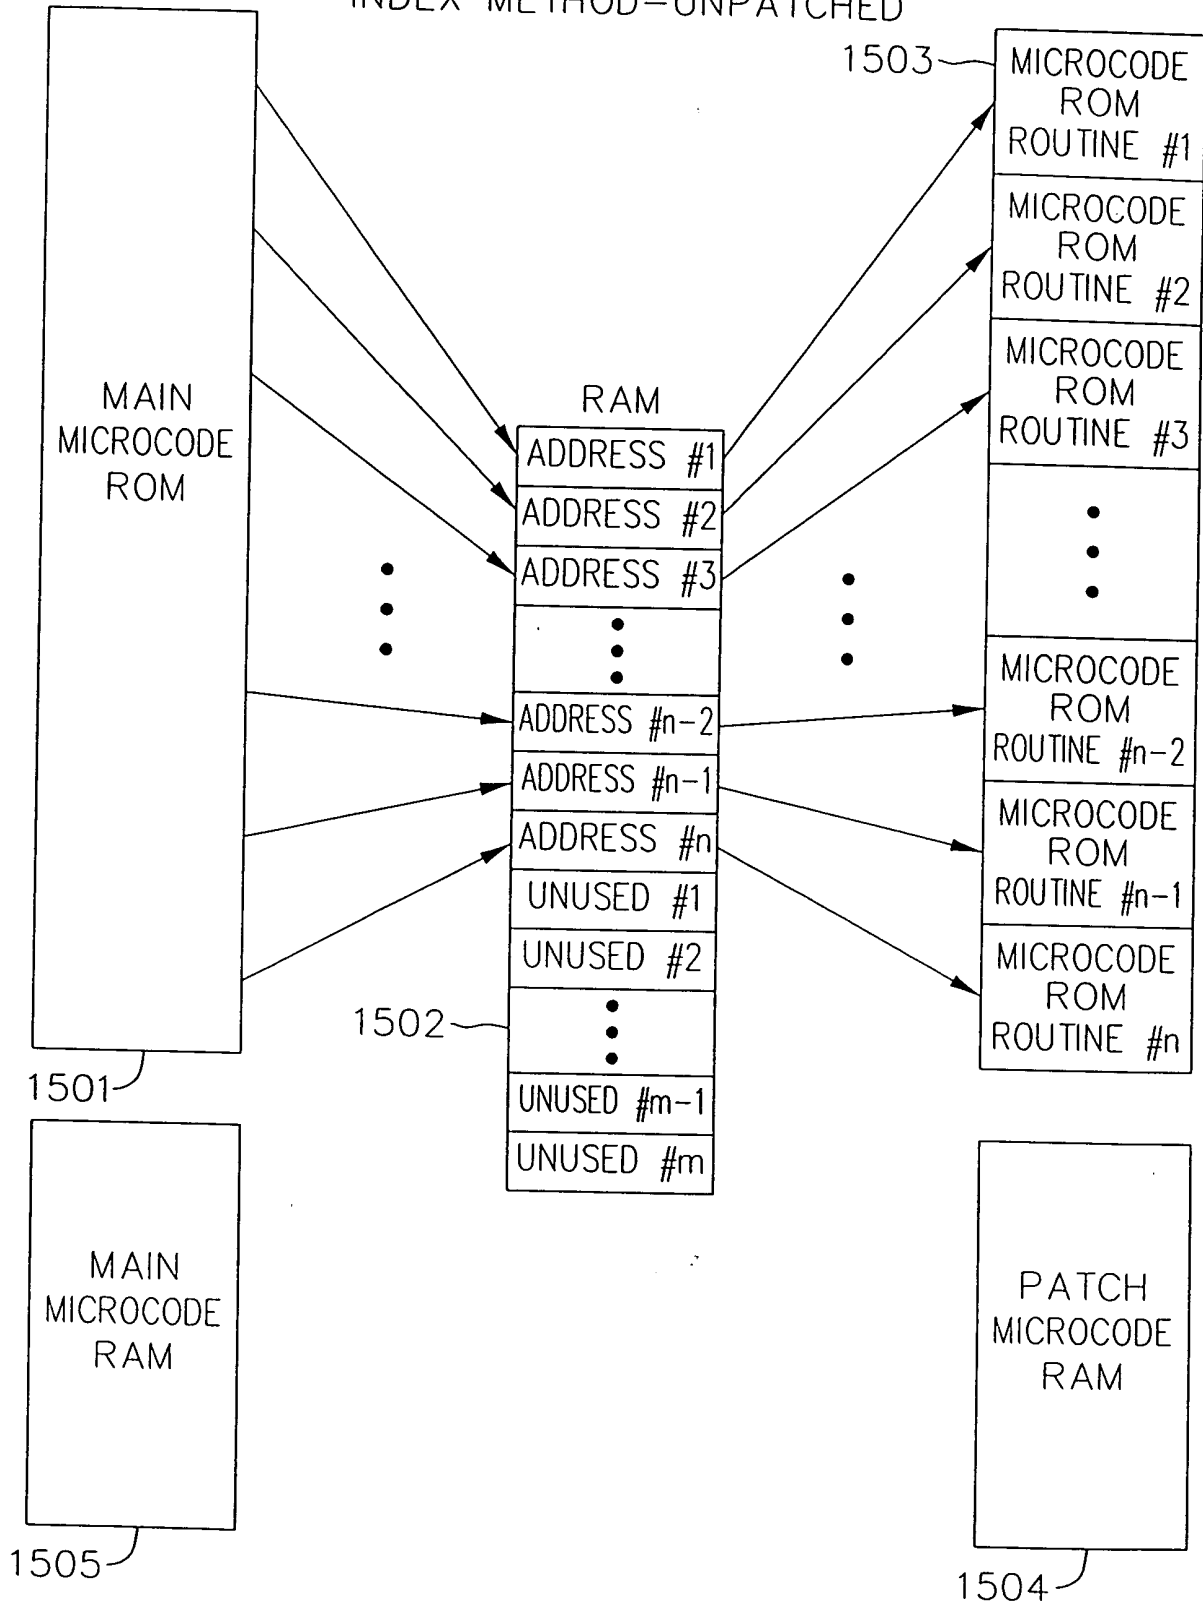 INDEX METHOD-UNPATCHED
1503
MICROCODE
ROM
ROUTINE #1
MICROCODE
ROM
ROUTINE #2
MICROCODE
ROM
ROUTINE #3
MAIN
MICROCODE
ROM
RAM
ADDRESS #1
ADDRESS #2
ADDRESS #3
ADDRESS #n-2
ADDRESS #n-1
ADDRESS #n
UNUSED #1
UNUSED #2
1502
UNUSED #m-1
UNUSED #m
MICROCODE
ROM
ROUTINE #n-2
MICROCODE
ROM
ROUTINE #n-1
MICROCODE
ROM
ROUTINE #n
1501
MAIN
MICROCODE
RAM
1505
PATCH
MICROCODE
RAM
1504